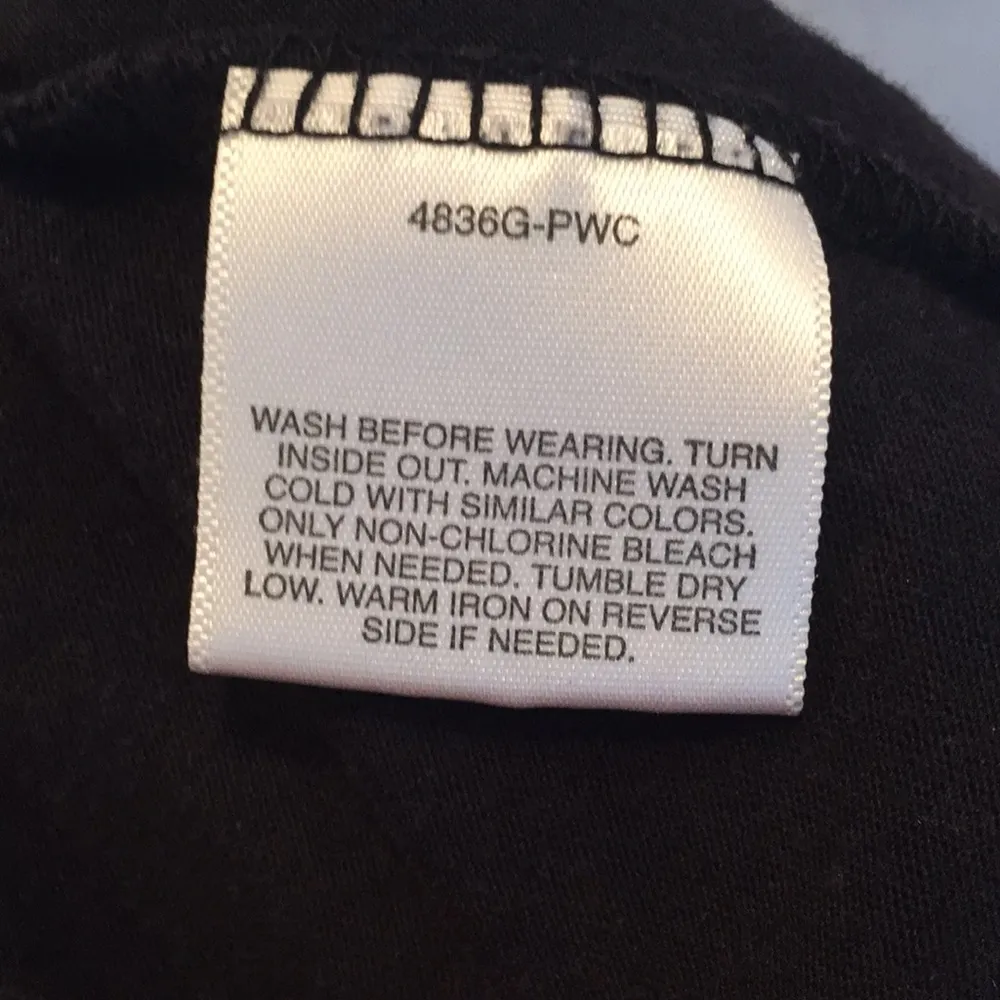 4836G-PWC
WASH BEFORE WEARING. TURN
INSIDE OUT. MACHINE WASH
COLD WITH SIMILAR COLORS.
ONLY NON-CHLORINE BLEACH
WHEN NEEDED. TUMBLE DRY
LOW. WARM IRON ON REVERSE
SIDE IF NEEDED.